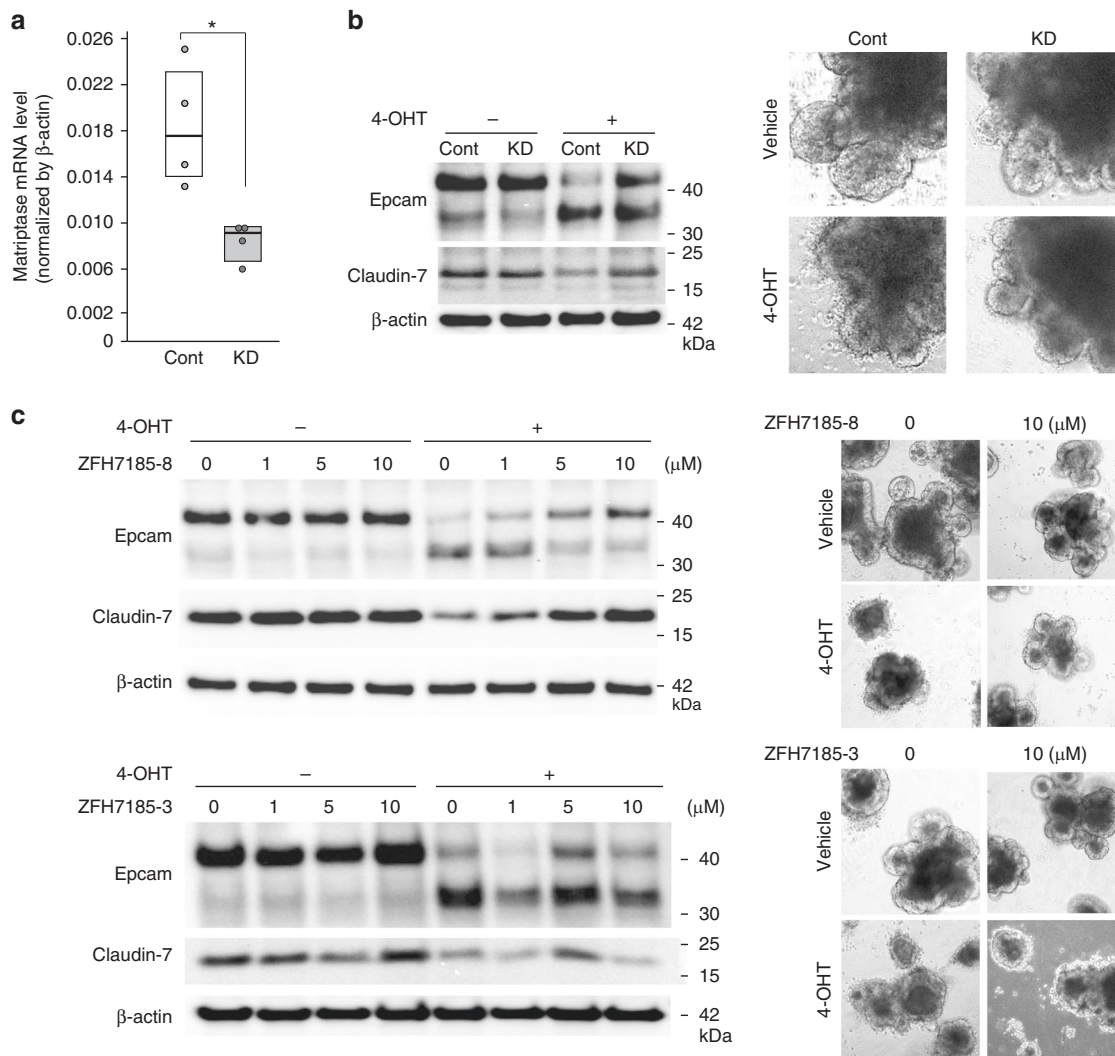 a
*
0.026
0.022
0.018
0.014
0.010
0.006
0.002
0
Matriptase mRNA level
(normalized by β-actin)
Cont KD
b
4-OHT – +
Cont KD Cont KD
Epcam
40
30
Claudin-7
25
15
β-actin
42
kDa
Cont KD
Vehicle
4-OHT
c
4-OHT – +
ZFH7185-8 0 1 5 10 0 1 5 10 (μM)
Epcam
40
30
Claudin-7
25
15
β-actin
42
kDa
ZFH7185-8 0 10 (μM)
Vehicle
4-OHT
4-OHT – +
ZFH7185-3 0 1 5 10 0 1 5 10 (μM)
Epcam
40
30
Claudin-7
25
15
β-actin
42
kDa
ZFH7185-3 0 10 (μM)
Vehicle
4-OHT